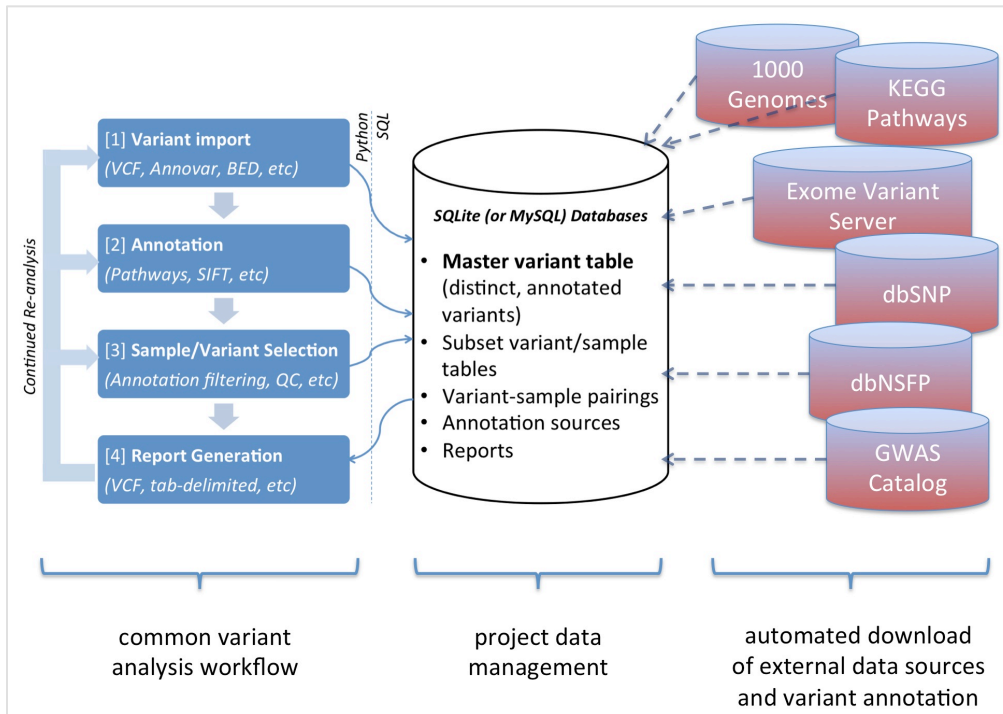 Continued Re-analysis
[1] Variant import
(VCF, Annovar, BED, etc)
[2] Annotation
(Pathways, SIFT, etc)
[3] Sample/Variant Selection
(Annotation filtering, QC, etc)
[4] Report Generation
(VCF, tab-delimited, etc)
Python
SQL
SQLite (or MySQL) Databases
• Master variant table
(distinct, annotated
variants)
• Subset variant/sample
tables
• Variant-sample pairings
• Annotation sources
• Reports
1000
Genomes
KEGG
Pathways
Exome Variant
Server
dbSNP
dbNSFP
GWAS
Catalog
common variant
analysis workflow
project data
management
automated download
of external data sources
and variant annotation